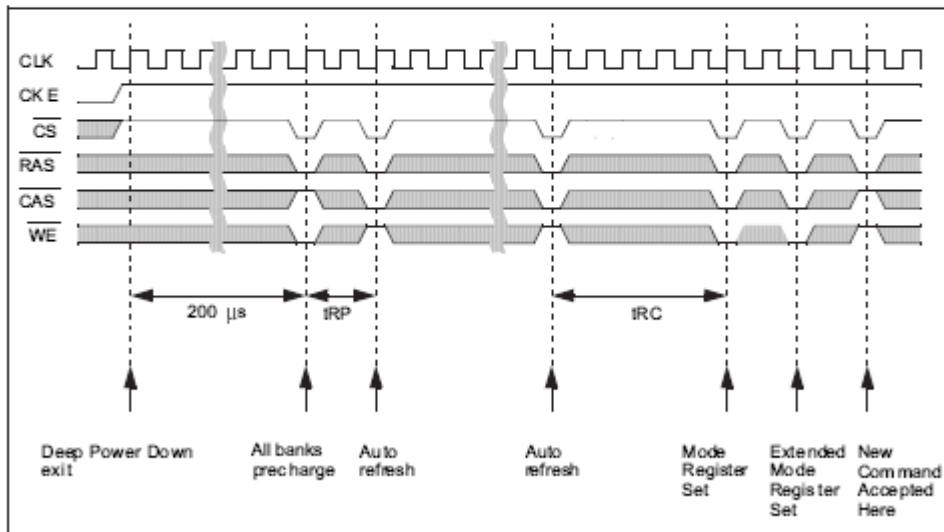 CLK
CKE
CS
RAS
CAS
WE
200 µs
tRP
tRC
Deep Power Down
exit
All banks
precharge
Auto
refresh
Auto
refresh
Mode
Register
Set
Extended
Mode
Register
Set
New
Command
Accepted
Here